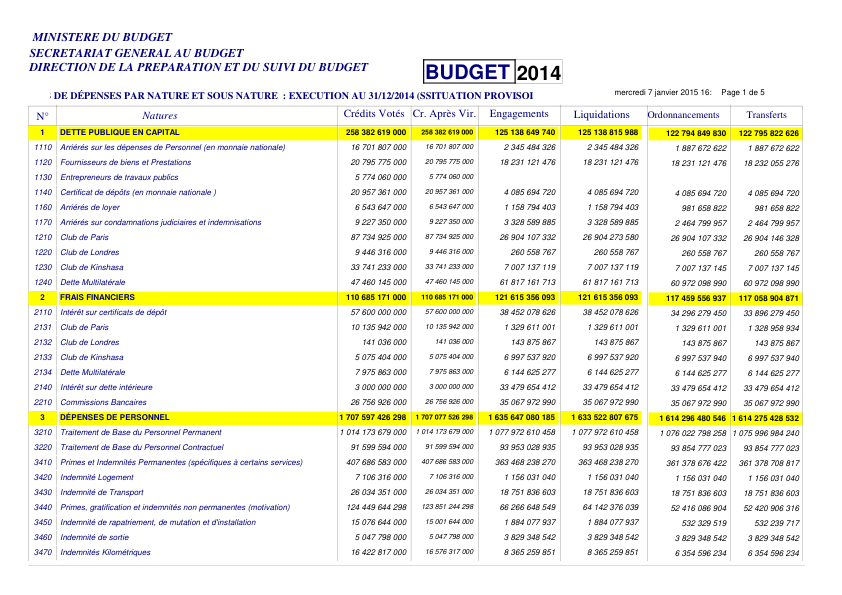 MINISTERE DU BUDGET
SECRETARIAT GENERAL AU BUDGET
DIRECTION DE LA PREPARATION ET DU SUIVI DU BUDGET
BUDGET 2014
DE DÉPENSES PAR NATURE ET SOUS NATURE : EXECUTION AU 31/12/2014 (SSITUATION PROVISOI
mercredi 7 janvier 2015 16: Page 1 de 5
N° Natures Crédits Votés Cr. Après Vir. Engagements Liquidations Ordonnancements Transferts
1 DETTE PUBLIQUE EN CAPITAL 258 382 619 000 258 382 619 000 125 138 649 740 125 138 815 988 122 794 849 830 122 795 822 626
1110 Arriérés sur les dépenses de Personnel (en monnaie nationale) 16 701 807 000 16 701 807 000 2 345 484 326 2 345 484 326 1 887 672 622 1 887 672 622
1120 Fournisseurs de biens et Prestations 20 795 775 000 20 795 775 000 18 231 121 476 18 231 121 476 18 231 121 476 18 232 055 276
1130 Entrepreneurs de travaux publics 5 774 060 000 5 774 060 000
1140 Certificat de dépôts (en monnaie nationale ) 20 957 361 000 20 957 361 000 4 085 694 720 4 085 694 720 4 085 694 720 4 085 694 720
1160 Arriérés de loyer 6 543 647 000 6 543 647 000 1 158 794 403 1 158 794 403 981 658 822 981 658 822
1170 Arriérés sur condamnations judiciaires et indemnisations 9 227 350 000 9 227 350 000 3 328 589 885 3 328 589 885 2 464 799 957 2 464 799 957
1210 Club de Paris 87 734 925 000 87 734 925 000 26 904 107 332 26 904 273 580 26 904 107 332 26 904 146 328
1220 Club de Londres 9 446 316 000 9 446 316 000 260 558 767 260 558 767 260 558 767 260 558 767
1230 Club de Kinshasa 33 741 233 000 33 741 233 000 7 007 137 119 7 007 137 119 7 007 137 145 7 007 137 145
1240 Dette Multilatérale 47 460 145 000 47 460 145 000 61 817 161 713 61 817 161 713 60 972 098 990 60 972 098 990
2 FRAIS FINANCIERS 110 685 171 000 110 685 171 000 121 615 356 093 121 615 356 093 117 459 556 937 117 058 904 871
2110 Intérêt sur certificats de dépôt 57 600 000 000 57 600 000 000 38 452 078 626 38 452 078 626 34 296 279 450 33 896 279 450
2131 Club de Paris 10 135 942 000 10 135 942 000 1 329 611 001 1 329 611 001 1 329 611 001 1 328 958 934
2132 Club de Londres 141 036 000 141 036 000 143 875 867 143 875 867 143 875 867 143 875 867
2133 Club de Kinshasa 5 075 404 000 5 075 404 000 6 997 537 920 6 997 537 920 6 997 537 940 6 997 537 940
2134 Dette Multilatérale 7 975 863 000 7 975 863 000 6 144 625 277 6 144 625 277 6 144 625 277 6 144 625 277
2140 Intérêt sur dette intérieure 3 000 000 000 3 000 000 000 33 479 654 412 33 479 654 412 33 479 654 412 33 479 654 412
2210 Commissions Bancaires 26 756 926 000 26 756 926 000 35 067 972 990 35 067 972 990 35 067 972 990 35 067 972 990
3 DÉPENSES DE PERSONNEL 1 707 597 426 298 1 707 077 526 298 1 635 647 080 185 1 633 522 807 675 1 614 296 480 546 1 614 275 428 532
3210 Traitement de Base du Personnel Permanent 1 014 173 679 000 1 014 173 679 000 1 077 972 610 458 1 077 972 610 458 1 076 022 798 258 1 075 996 984 240
3220 Traitement de Base du Personnel Contractuel 91 599 594 000 91 599 594 000 93 953 028 935 93 953 028 935 93 854 777 023 93 854 777 023
3410 Primes et Indemnités Permanentes (spécifiques à certains services) 407 686 583 000 407 686 583 000 363 468 238 270 363 468 238 270 361 378 676 422 361 378 708 817
3420 Indemnité Logement 7 106 316 000 7 106 316 000 1 156 031 040 1 156 031 040 1 156 031 040 1 156 031 040
3430 Indemnité de Transport 26 034 351 000 26 034 351 000 18 751 836 603 18 751 836 603 18 751 836 603 18 751 836 603
3440 Primes, gratification et indemnités non permanentes (motivation) 124 449 644 298 123 851 244 298 66 266 648 549 64 142 376 039 52 416 086 904 52 420 906 316
3450 Indemnité de rapatriement, de mutation et d'installation 15 076 644 000 15 001 644 000 1 884 077 937 1 884 077 937 532 329 519 532 239 717
3460 Indemnité de sortie 5 047 798 000 5 047 798 000 3 829 348 542 3 829 348 542 3 829 348 542 3 829 348 542
3470 Indemnités Kilométriques 16 422 817 000 16 576 317 000 8 365 259 851 8 365 259 851 6 354 596 234 6 354 596 234